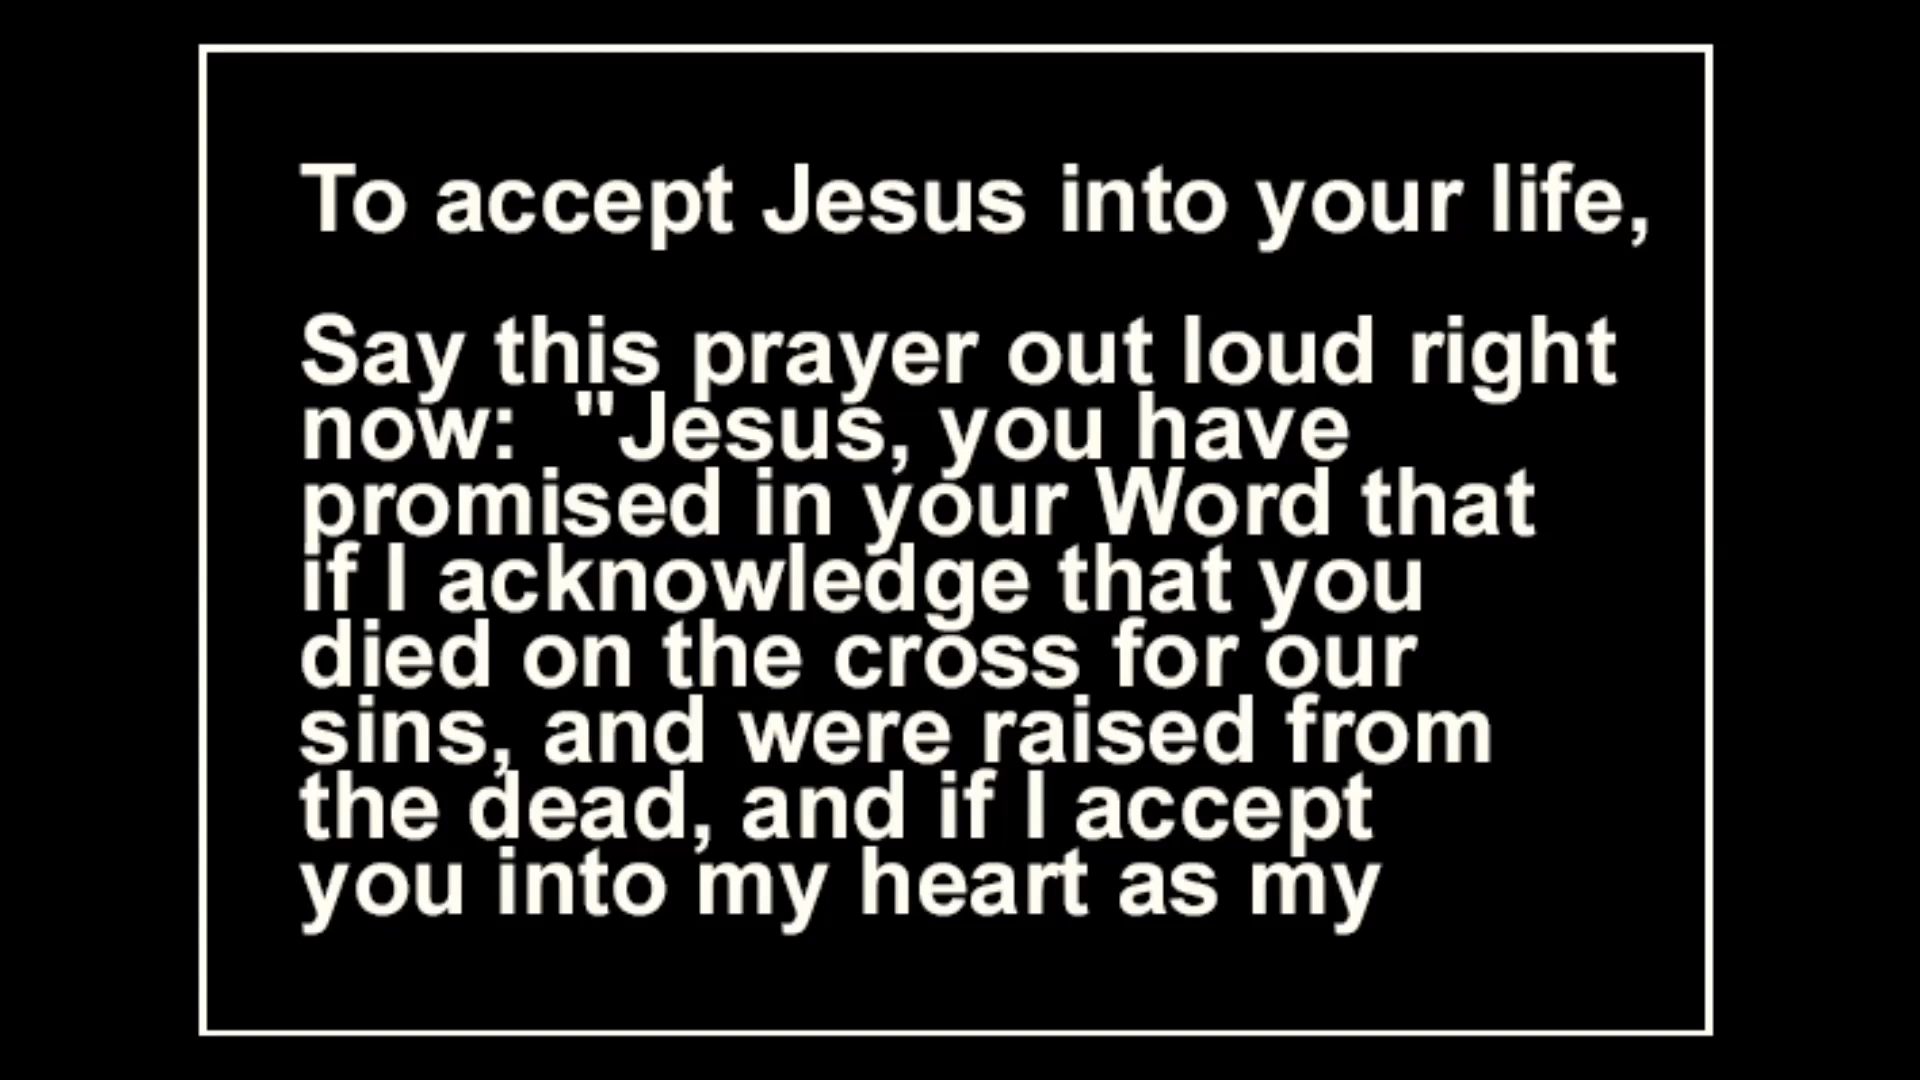 To accept Jesus into your life,
Say this prayer out loud right
now:  "Jesus, you have
promised in your Word that
if I acknowledge that you
died on the cross for our
sins, and were raised from
the dead, and if I accept
you into my heart as my